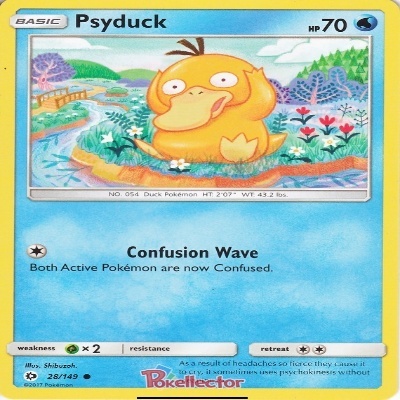 BASIC Psyduck HP 70
NO. 054 Duck Pokémon HT: 2'07" WT: 43.2 lbs.
Confusion Wave
Both Active Pokémon are now Confused.
weakness × 2 resistance retreat
Illus. Shibuzoh.
28/149
©2017 Pokémon
As a result of headaches so fierce they cause it
to cry, it sometimes uses psychokinesis without
Pokellector